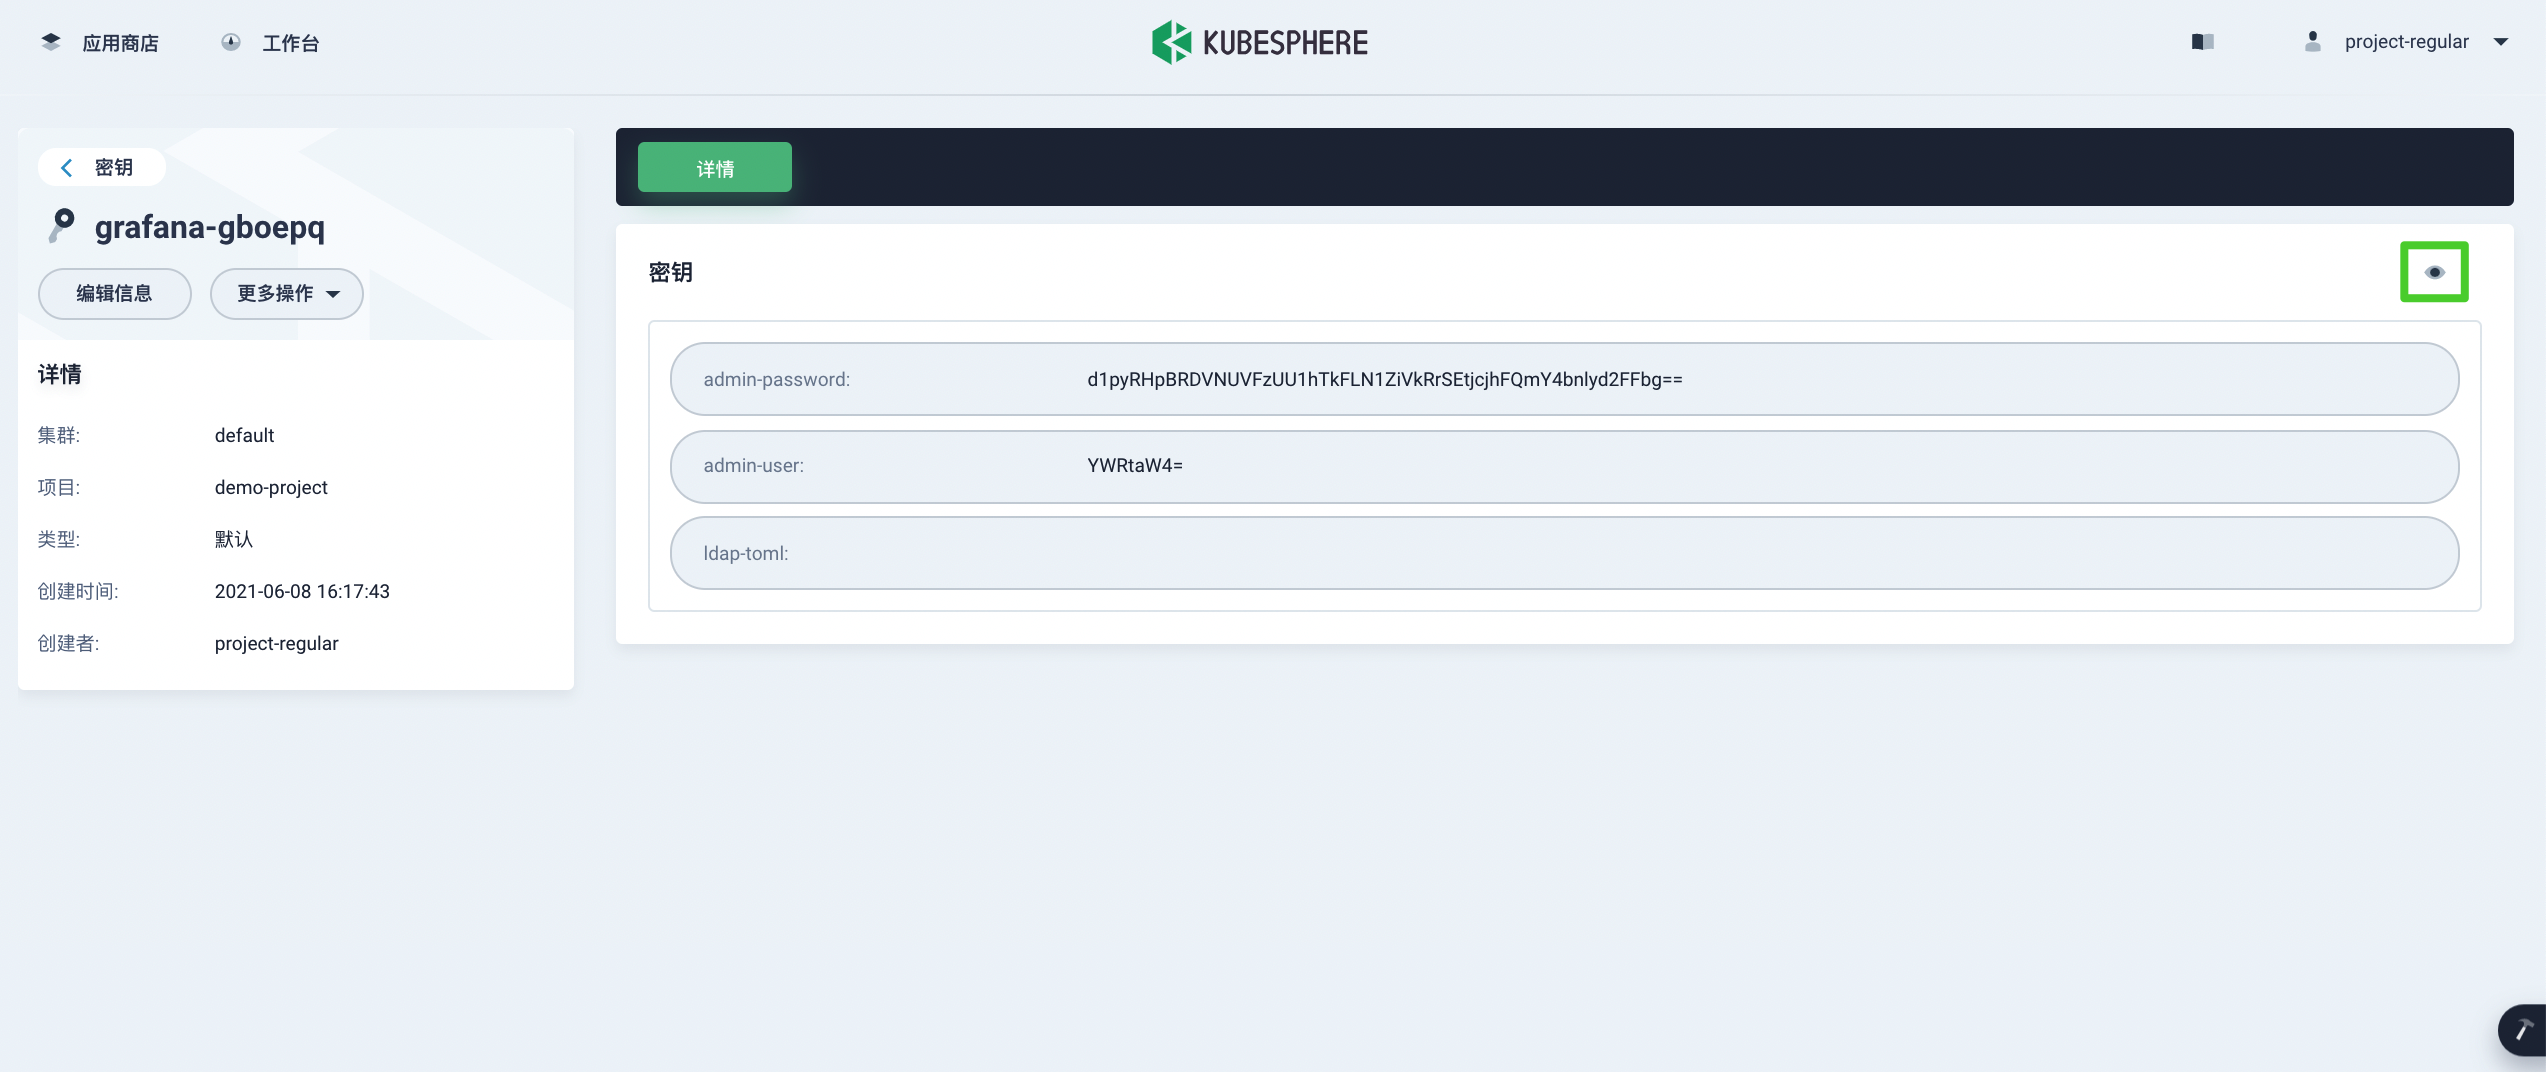 应用商店
工作台
KUBESPHERE
project-regular
密钥
grafana-gboepq
编辑信息
更多操作
详情
集群: default
项目: demo-project
类型: 默认
创建时间: 2021-06-08 16:17:43
创建者: project-regular
详情
密钥
admin-password: d1pyRHpBRDVNUVFzUU1hTkFLN1ZiVkRrSEtjcjhFQmY4bnlyd2FFbg==
admin-user: YWRtaW4=
ldap-toml: